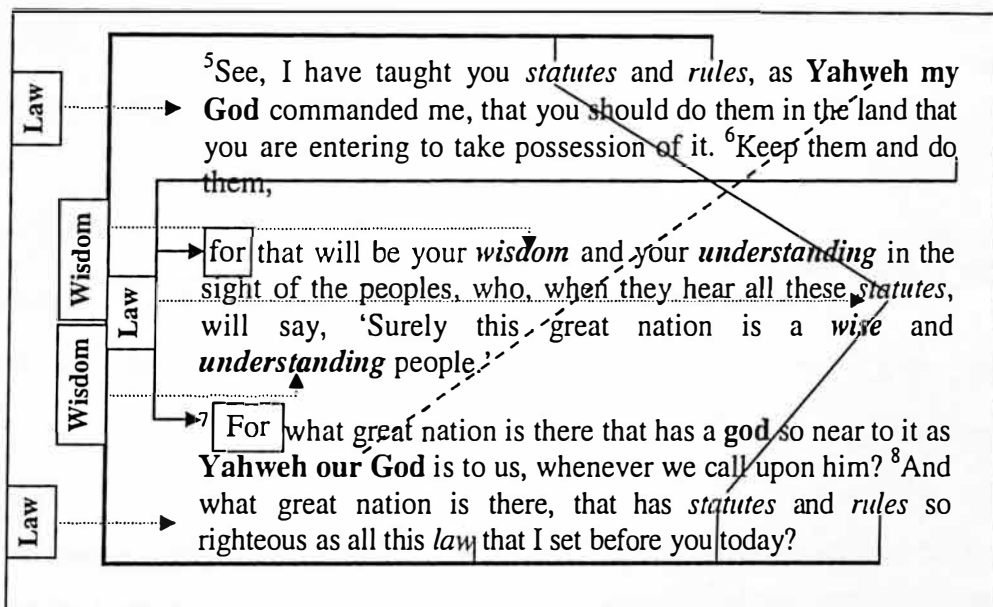 Law
⁵See, I have taught you statutes and rules, as Yahweh my
God commanded me, that you should do them in the land that
you are entering to take possession of it. ⁶Keep them and do
them,
Wisdom
Law
Wisdom
for that will be your wisdom and your understanding in the
sight of the peoples, who, when they hear all these statutes,
will say, ‘Surely this great nation is a wise and
understanding people.’
⁷ For what great nation is there that has a god so near to it as
Yahweh our God is to us, whenever we call upon him? ⁸And
what great nation is there, that has statutes and rules so
righteous as all this law that I set before you today?
Law